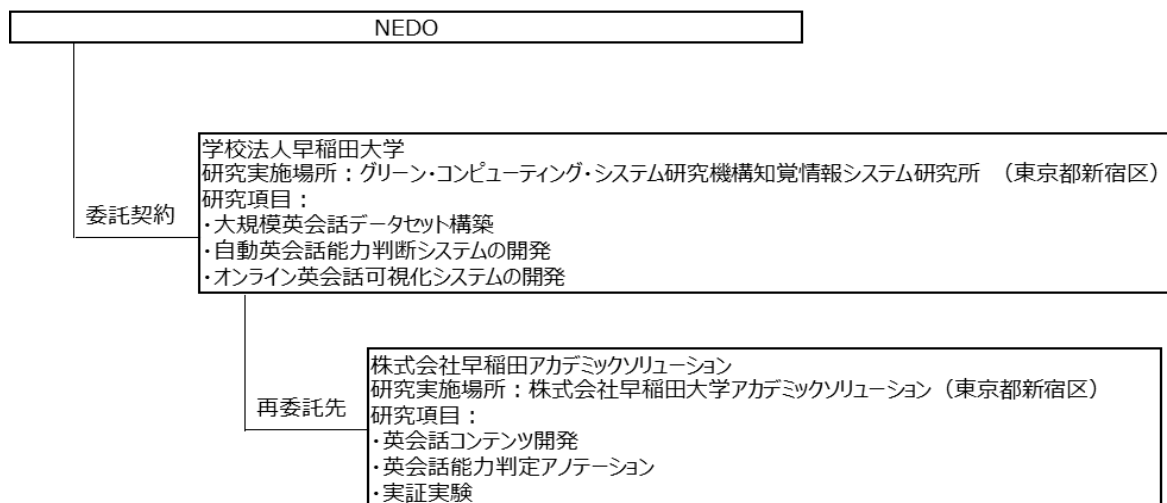 NEDO
委託契約
学校法人早稲田大学
研究実施場所：グリーン・コンピューティング・システム研究機構知覚情報システム研究所　（東京都新宿区）
研究項目：
・大規模英会話データセット構築
・自動英会話能力判断システムの開発
・オンライン英会話可視化システムの開発
再委託先
株式会社早稲田アカデミックソリューション
研究実施場所：株式会社早稲田大学アカデミックソリューション（東京都新宿区）
研究項目：
・英会話コンテンツ開発
・英会話能力判定アノテーション
・実証実験